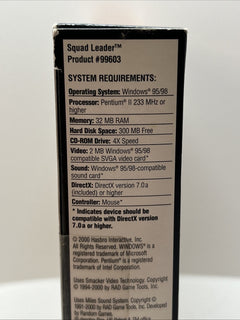 Squad Leader™
Product #99603
SYSTEM REQUIREMENTS:
Operating System: Windows® 95/98
Processor: Pentium® II 233 MHz or
higher
Memory: 32 MB RAM
Hard Disk Space: 300 MB Free
CD-ROM Drive: 4X Speed
Video: 2 MB Windows® 95/98
compatible SVGA video card*
Sound: Windows® 95/98-compatible
sound card*
DirectX: DirectX version 7.0a
(included) or higher
Controller: Mouse*
* Indicates device should be
compatible with DirectX version
7.0a or higher.
© 2000 Hasbro Interactive, Inc.
WINDOWS® is a
registered trademark of Microsoft
Corporation. Pentium® is a
registered trademark of Intel
Corporation.
Uses Smacker Video Technology. Copyright
© 1994-2000 by RAD Game Tools, Inc.
Uses Miles Sound System. Copyright ©
1991-2000 by RAD Game Tools, Inc. Developed
by Random Games.